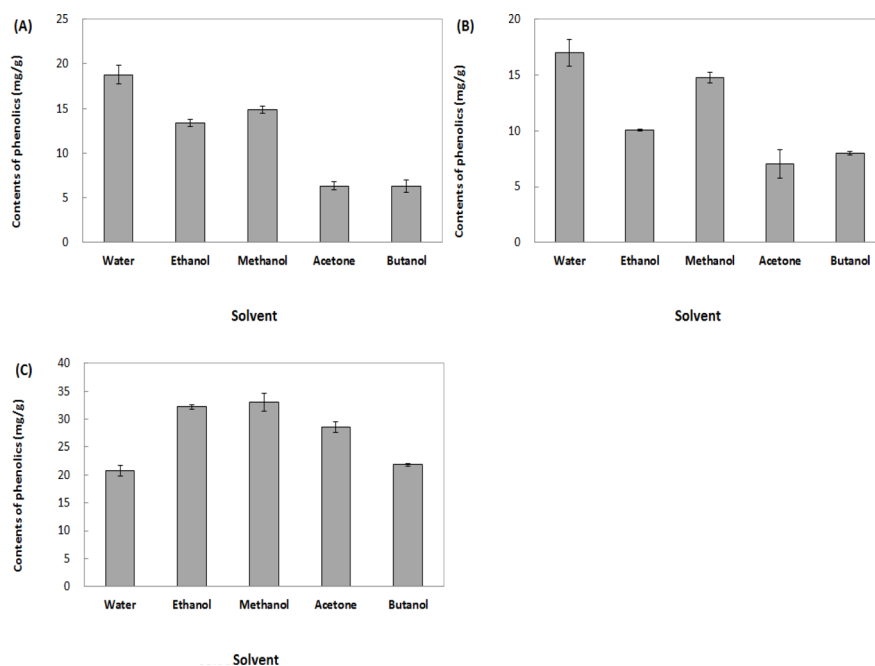 (A)
Contents of phenolics (mg/g)
25
20
15
10
5
0
Water Ethanol Methanol Acetone Butanol
Solvent
(B)
Contents of phenolics (mg/g)
20
15
10
5
0
Water Ethanol Methanol Acetone Butanol
Solvent
(C)
Contents of phenolics (mg/g)
40
35
30
25
20
15
10
5
0
Water Ethanol Methanol Acetone Butanol
Solvent